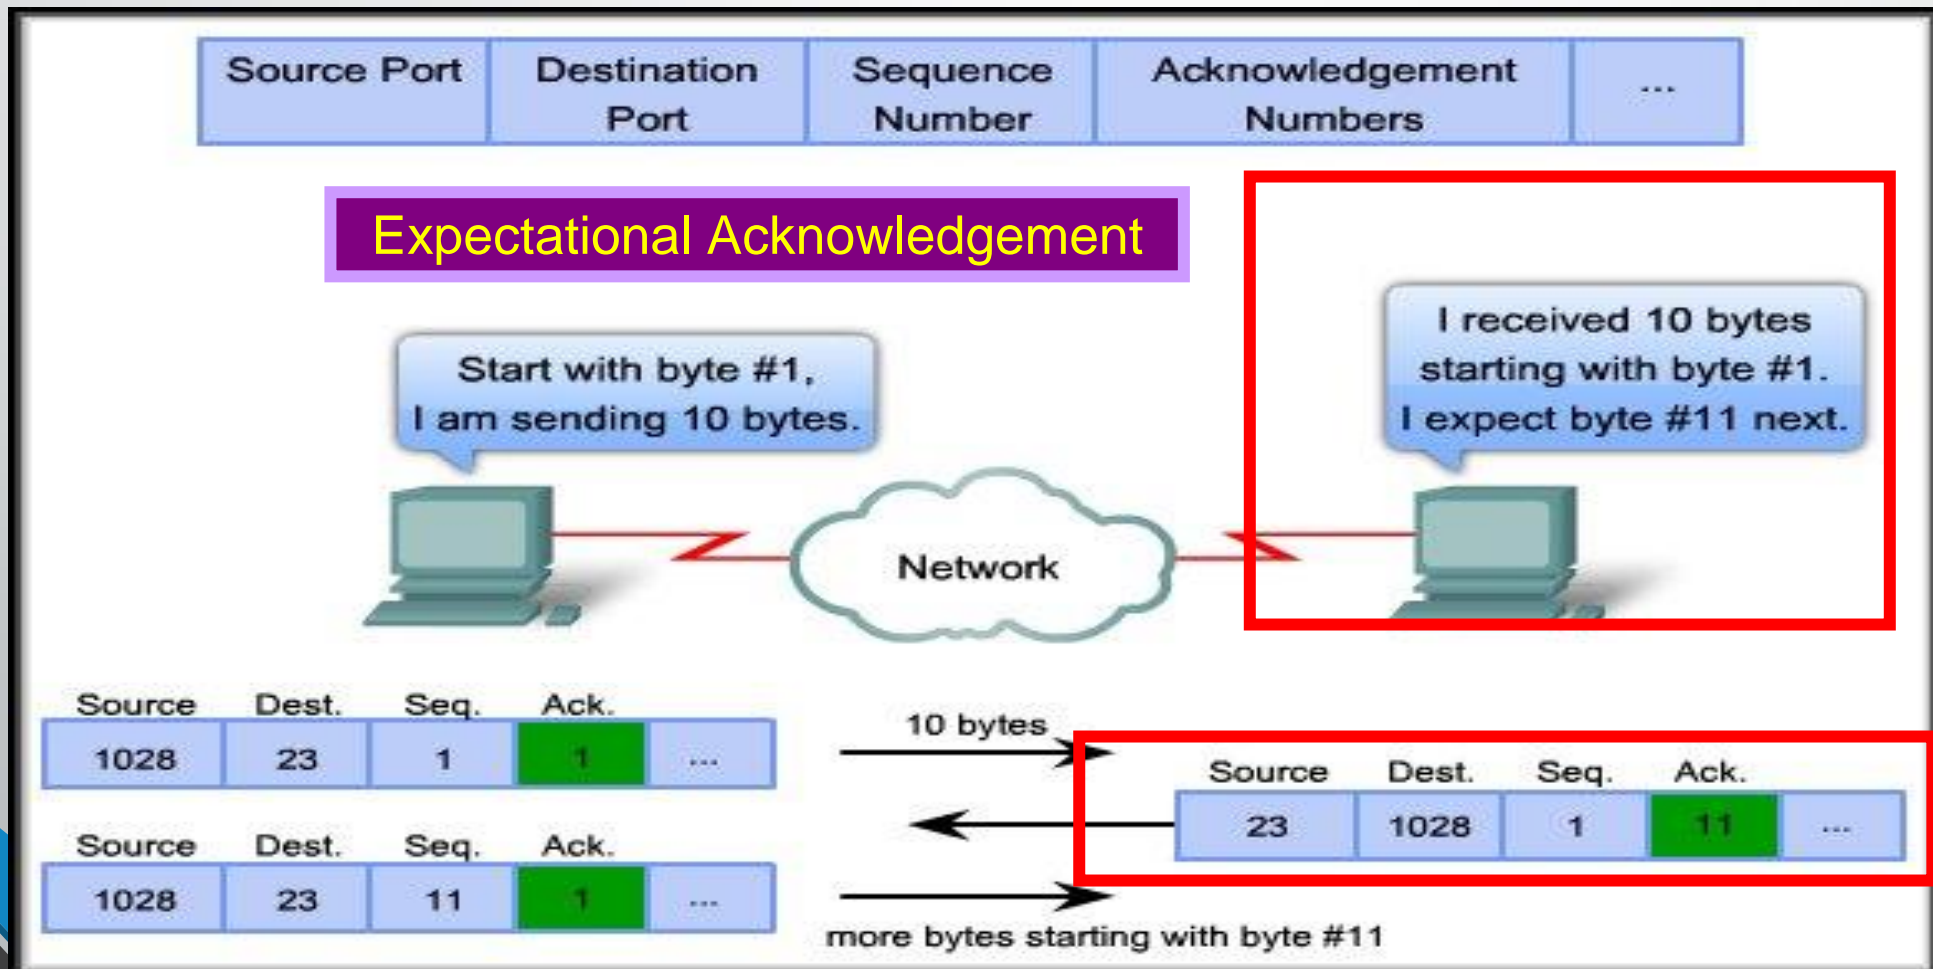 Source Port Destination Port Sequence Number Acknowledgement Numbers ...
Expectational Acknowledgement
Start with byte #1,
I am sending 10 bytes.
I received 10 bytes
starting with byte #1.
I expect byte #11 next.
Network
Source Dest. Seq. Ack.
1028 23 1 1 ...
10 bytes
Source Dest. Seq. Ack.
23 1028 1 11 ...
Source Dest. Seq. Ack.
1028 23 11 1 ...
more bytes starting with byte #11